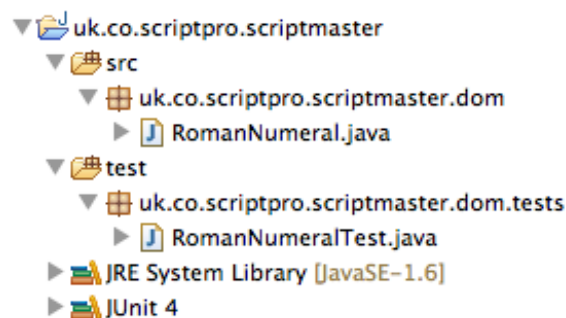 uk.co.scriptpro.scriptmaster
src
uk.co.scriptpro.scriptmaster.dom
J RomanNumeral.java
test
uk.co.scriptpro.scriptmaster.dom.tests
J RomanNumeralTest.java
JRE System Library [JavaSE-1.6]
JUnit 4